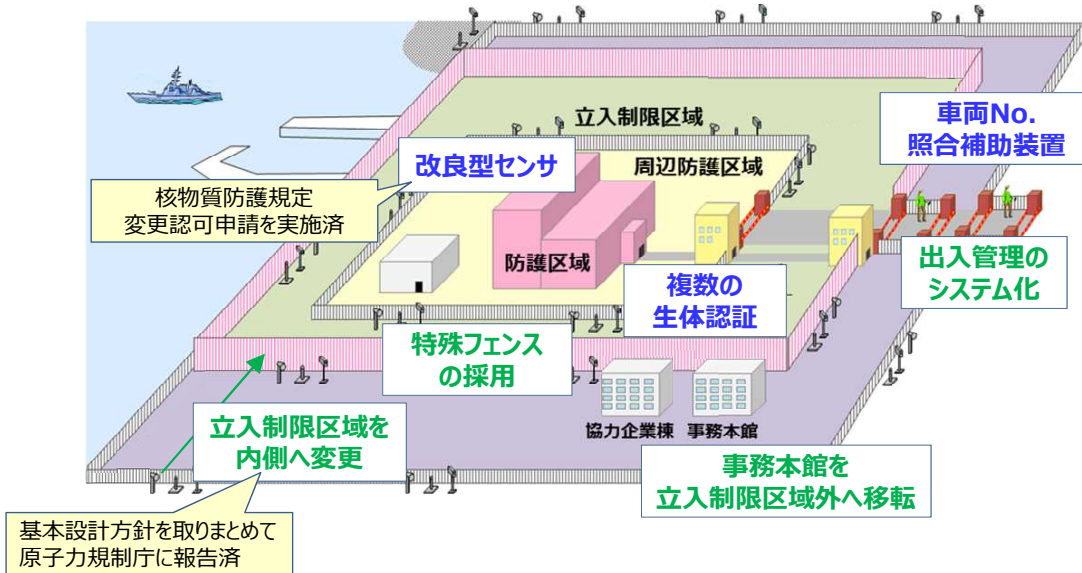 立入制限区域
車両No.
照合補助装置
改良型センサ
周辺防護区域
核物質防護規定
変更認可申請を実施済
防護区域
複数の
生体認証
出入管理の
システム化
特殊フェンス
の採用
立入制限区域を
内側へ変更
協力企業棟
事務本館
事務本館を
立入制限区域外へ移転
基本設計方針を取りまとめて
原子力規制庁に報告済